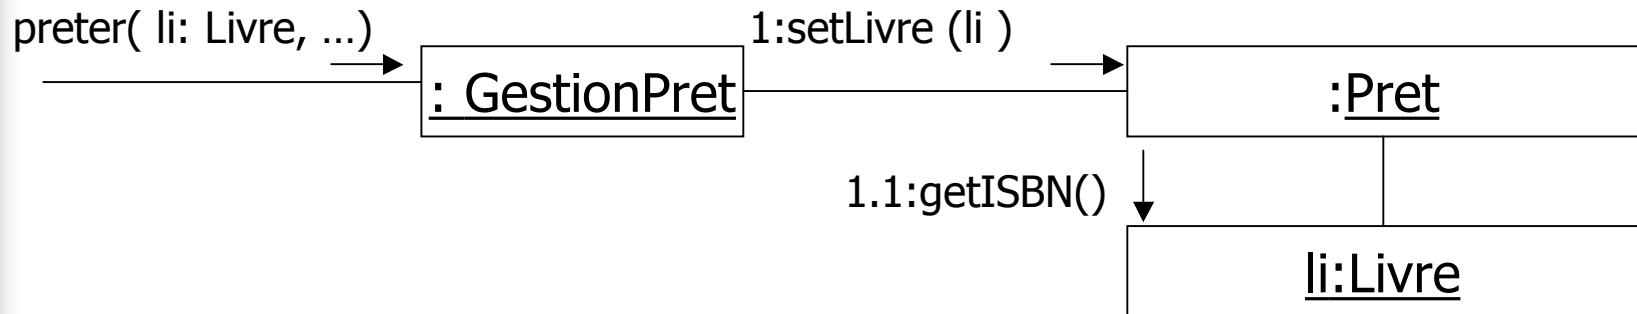 preter( li: Livre, ...)
1:setLivre (li )
: GestionPret
:Pret
1.1:getISBN()
li:Livre